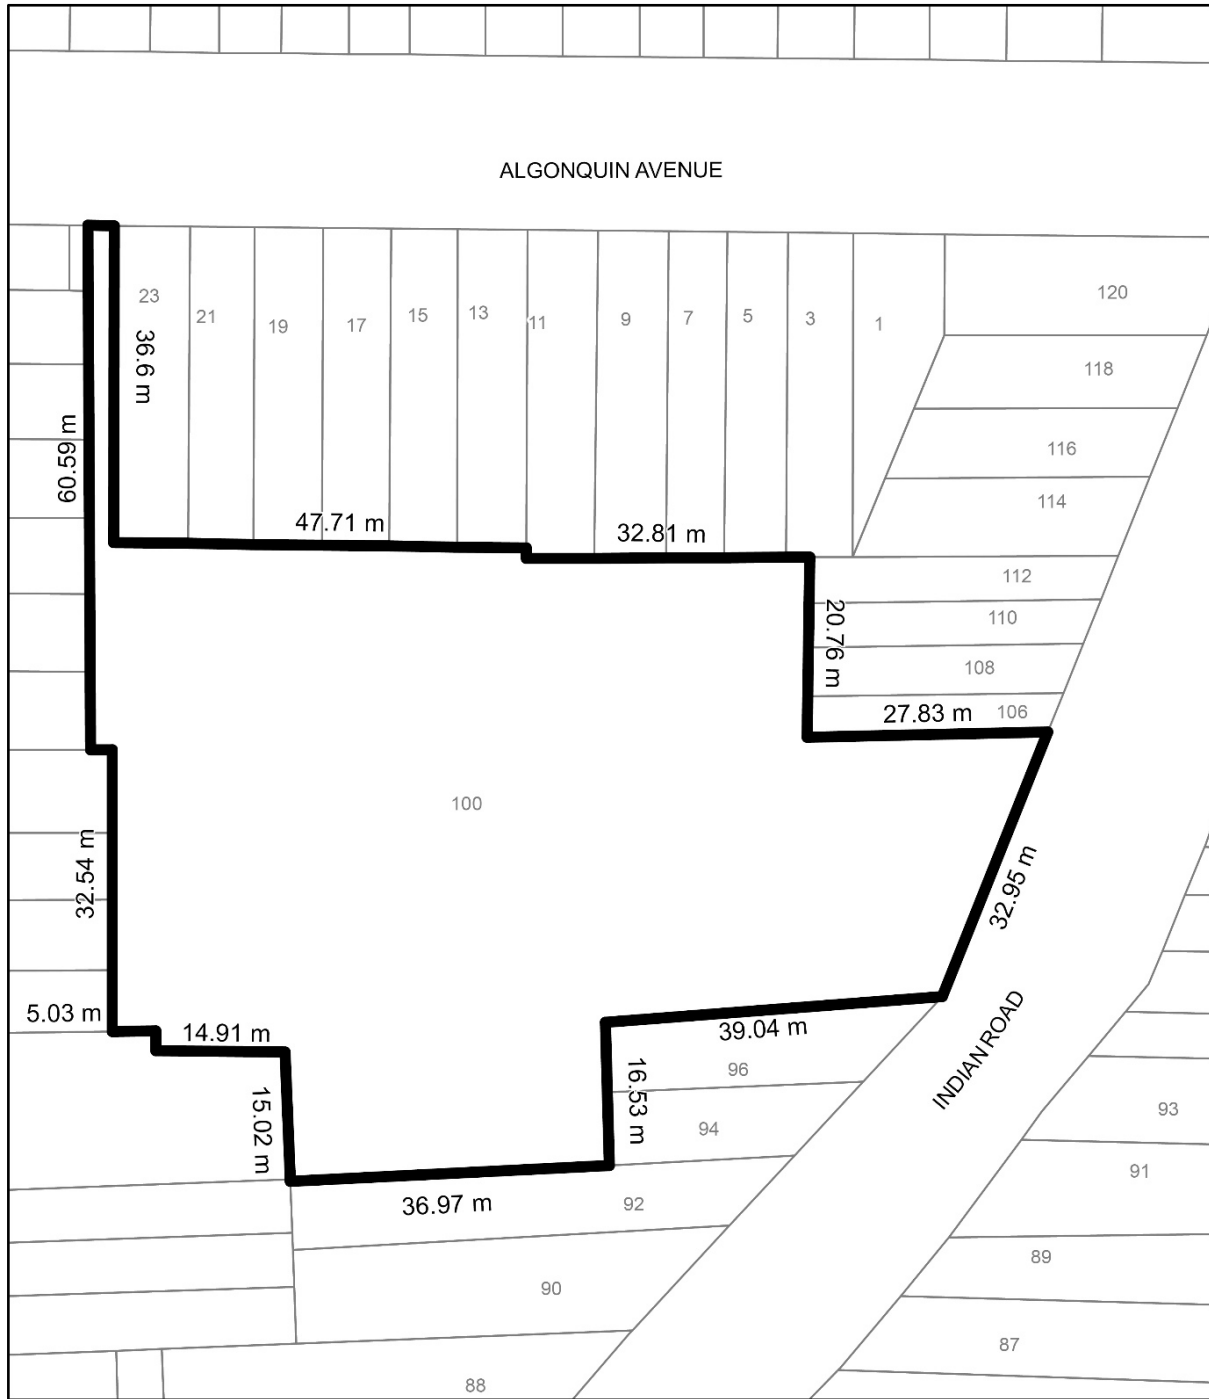 ALGONQUIN AVENUE
23
21
19
17
15
13
11
9
7
5
3
1
120
118
116
114
36.6 m
60.59 m
47.71 m
32.81 m
112
110
108
106
20.76 m
27.83 m
100
32.54 m
32.95 m
5.03 m
14.91 m
39.04 m
INDIAN ROAD
15.02 m
16.53 m
96
94
93
91
36.97 m
92
90
89
87
88